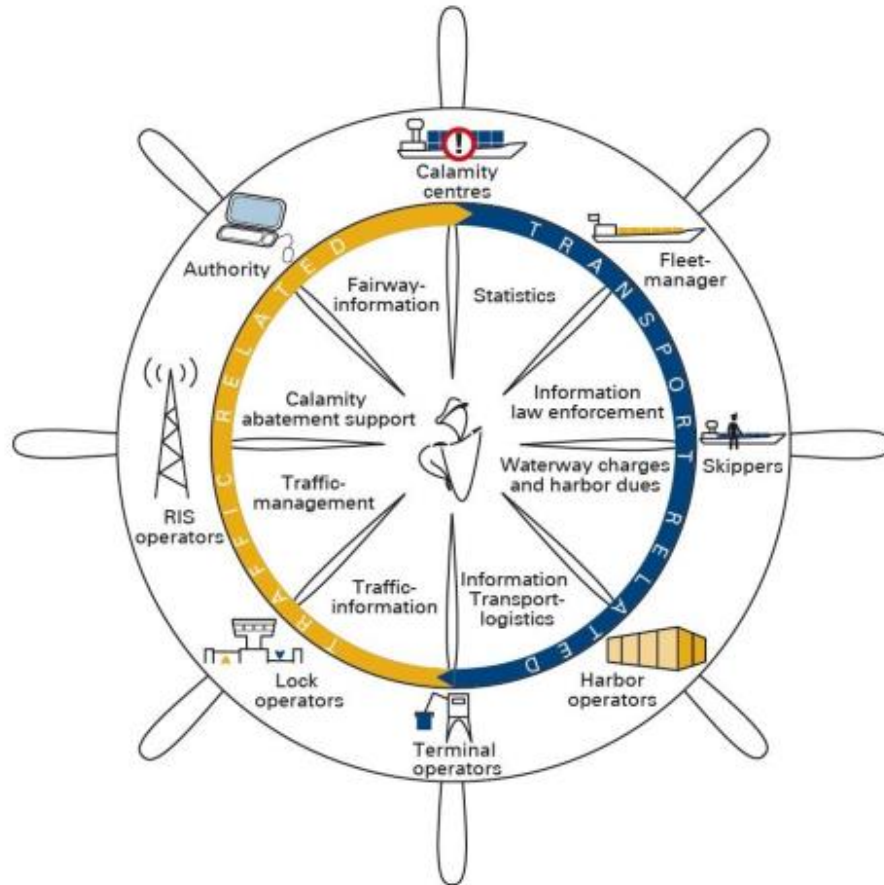 Calamity
centres
Fleet-
manager
Skippers
Harbor
operators
Terminal
operators
Lock
operators
RIS
operators
Authority
TRANSPORT RELATED
TRAFFIC RELATED
Fairway-
information
Statistics
Information
law enforcement
Waterway charges
and harbor dues
Information
Transport-
logistics
Traffic-
information
Traffic-
management
Calamity
abatement support
!